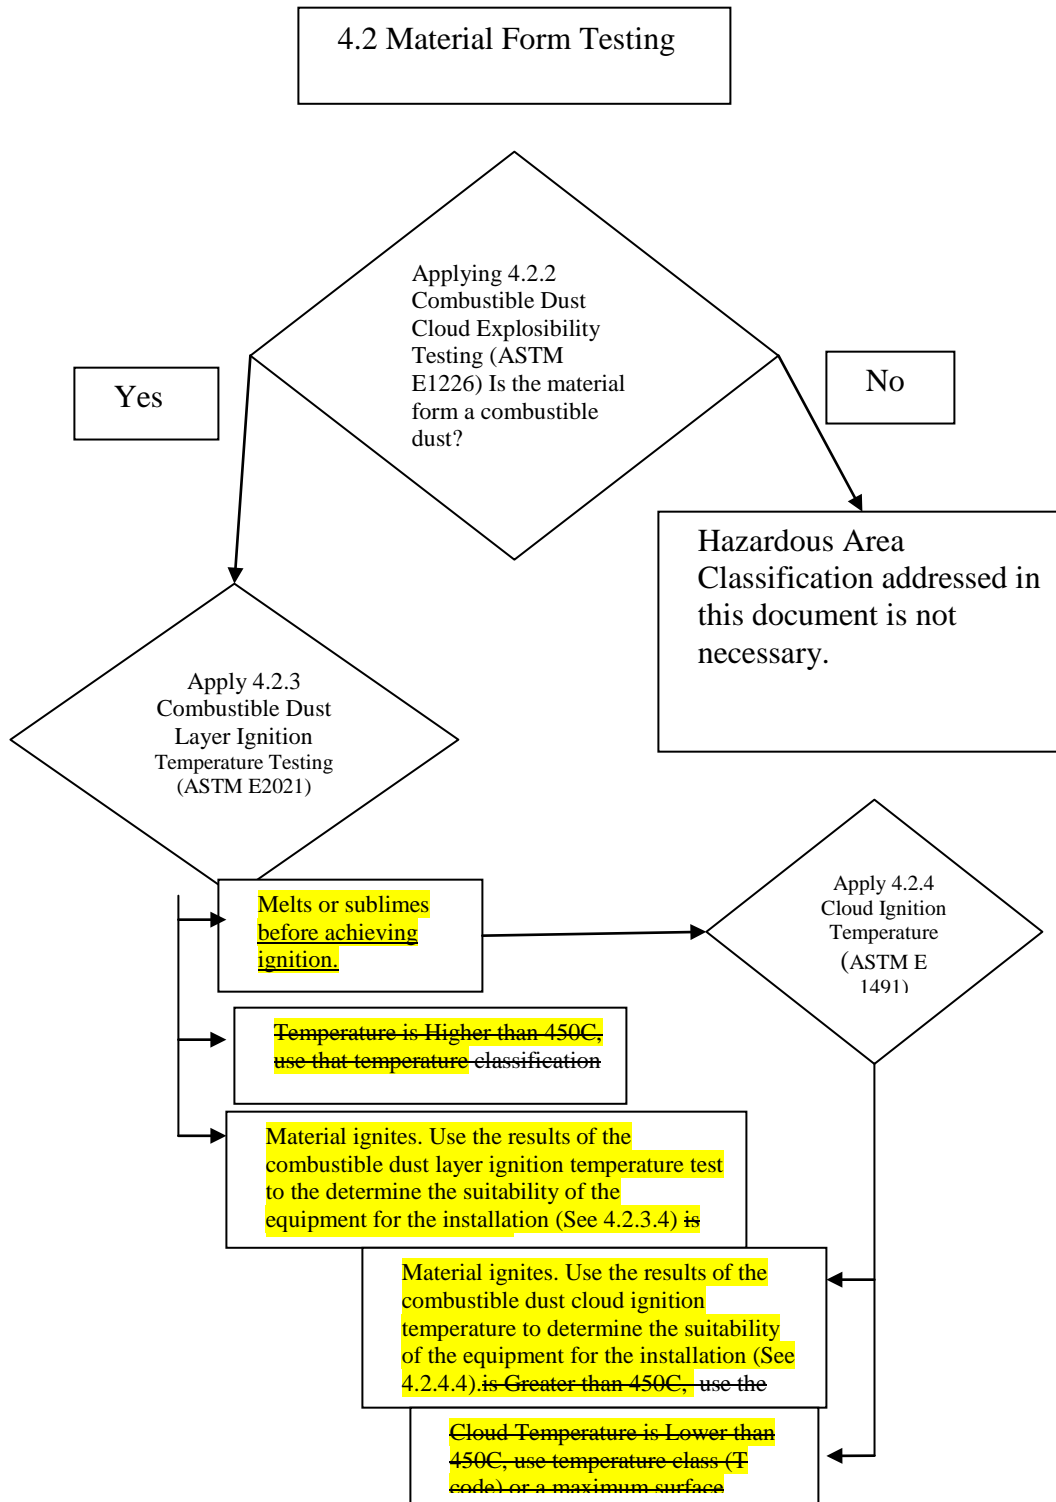 4.2 Material Form Testing
Applying 4.2.2
Combustible Dust
Cloud Explosibility
Testing (ASTM
E1226) Is the material
form a combustible
dust?
Yes
No
Hazardous Area
Classification addressed in
this document is not
necessary.
Apply 4.2.3
Combustible Dust
Layer Ignition
Temperature Testing
(ASTM E2021)
Melts or sublimes
before achieving
ignition.
Apply 4.2.4
Cloud Ignition
Temperature
(ASTM E
1491)
Temperature is Higher than 450C,
use that temperature classification
Material ignites. Use the results of the
combustible dust layer ignition temperature test
to the determine the suitability of the
equipment for the installation (See 4.2.3.4) is
Material ignites. Use the results of the
combustible dust cloud ignition
temperature to determine the suitability
of the equipment for the installation (See
4.2.4.4).is Greater than 450C, use the
Cloud Temperature is Lower than
450C, use temperature class (T
code) or a maximum surface